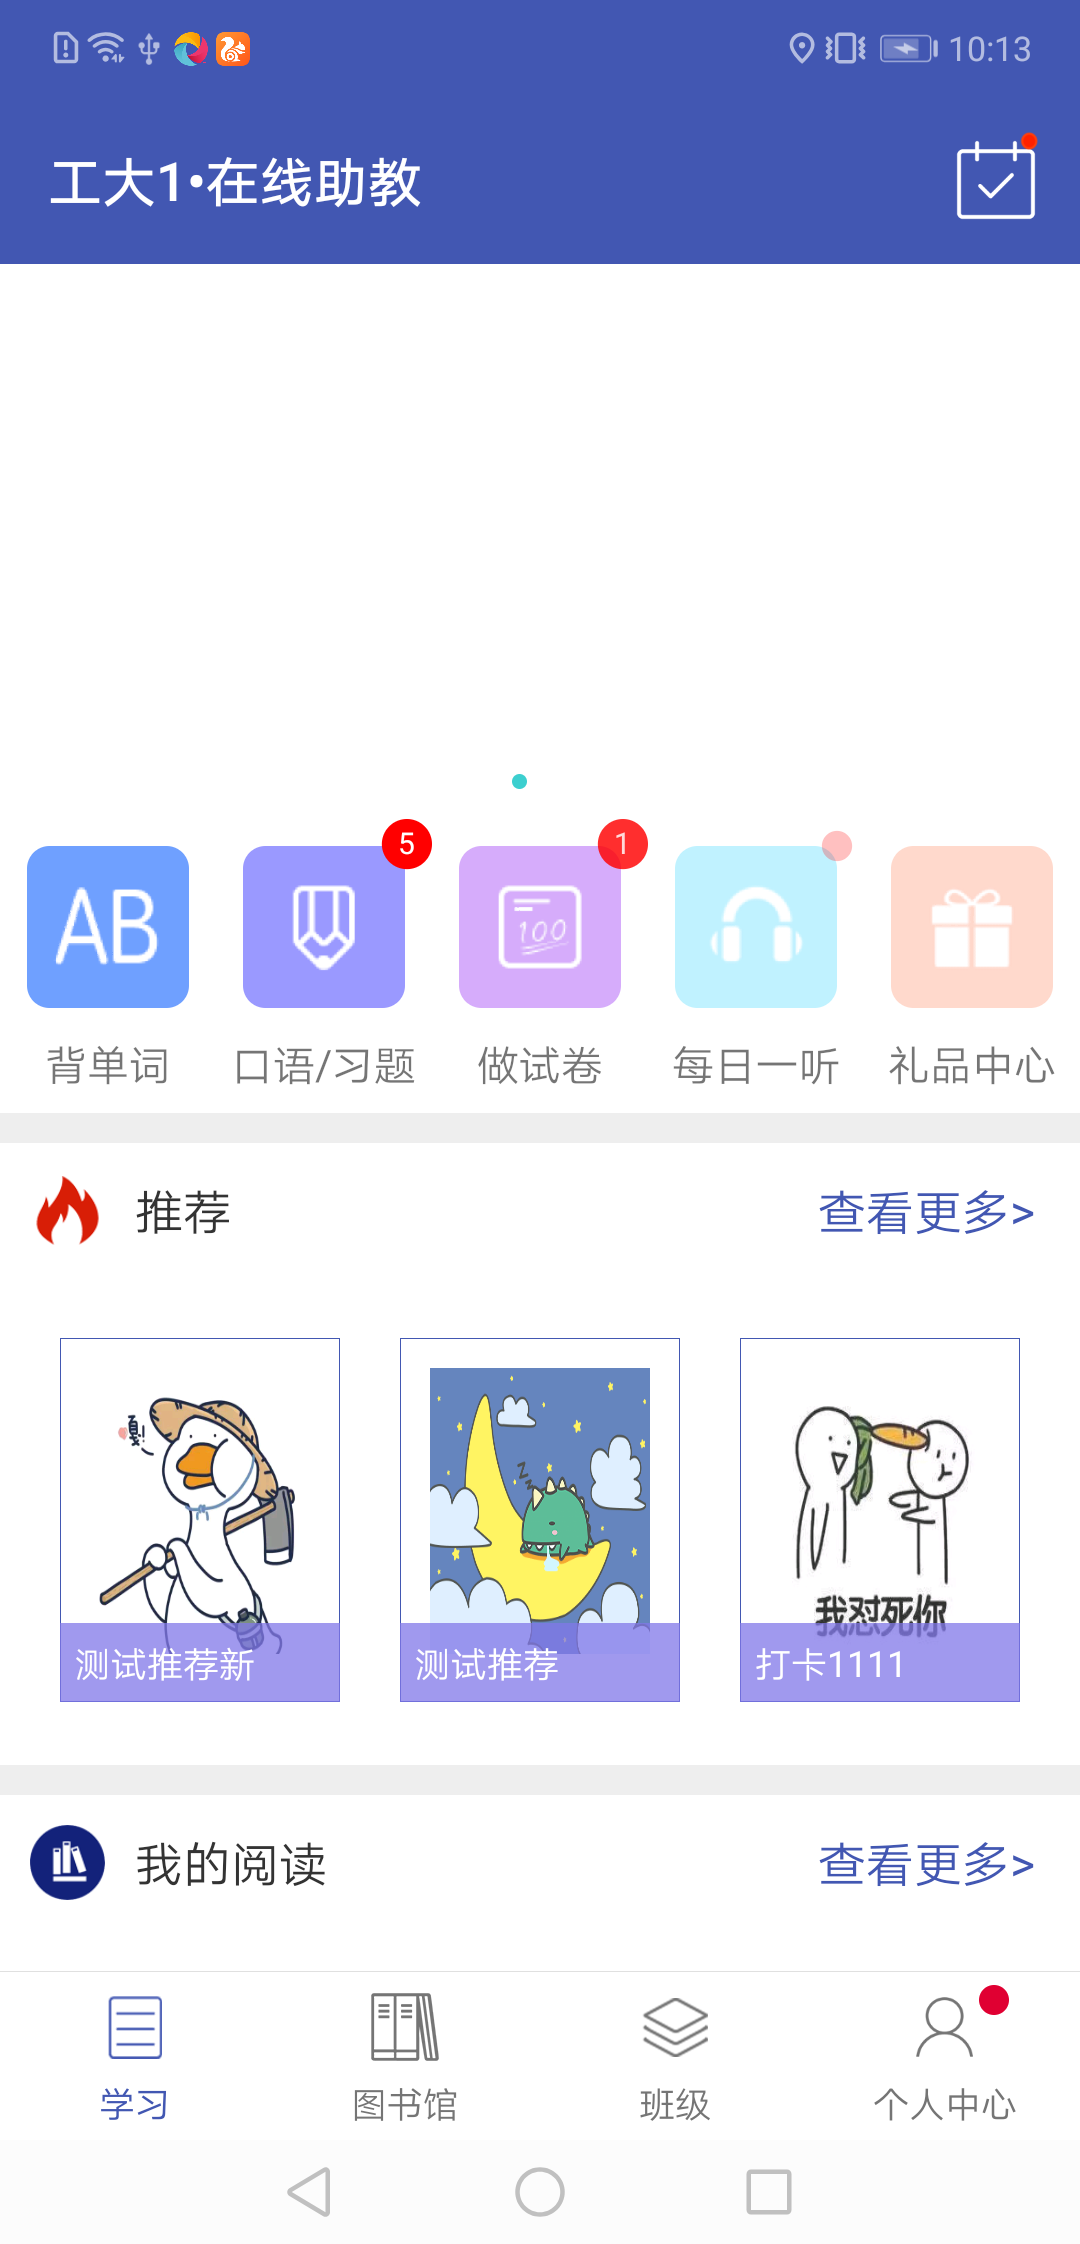 10:13
工大1•在线助教
5
1
AB
100
背单词
口语/习题
做试卷
每日一听
礼品中心
推荐
查看更多>
嘎!
z z z
我怼死你
测试推荐新
测试推荐
打卡1111
我的阅读
查看更多>
学习
图书馆
班级
个人中心